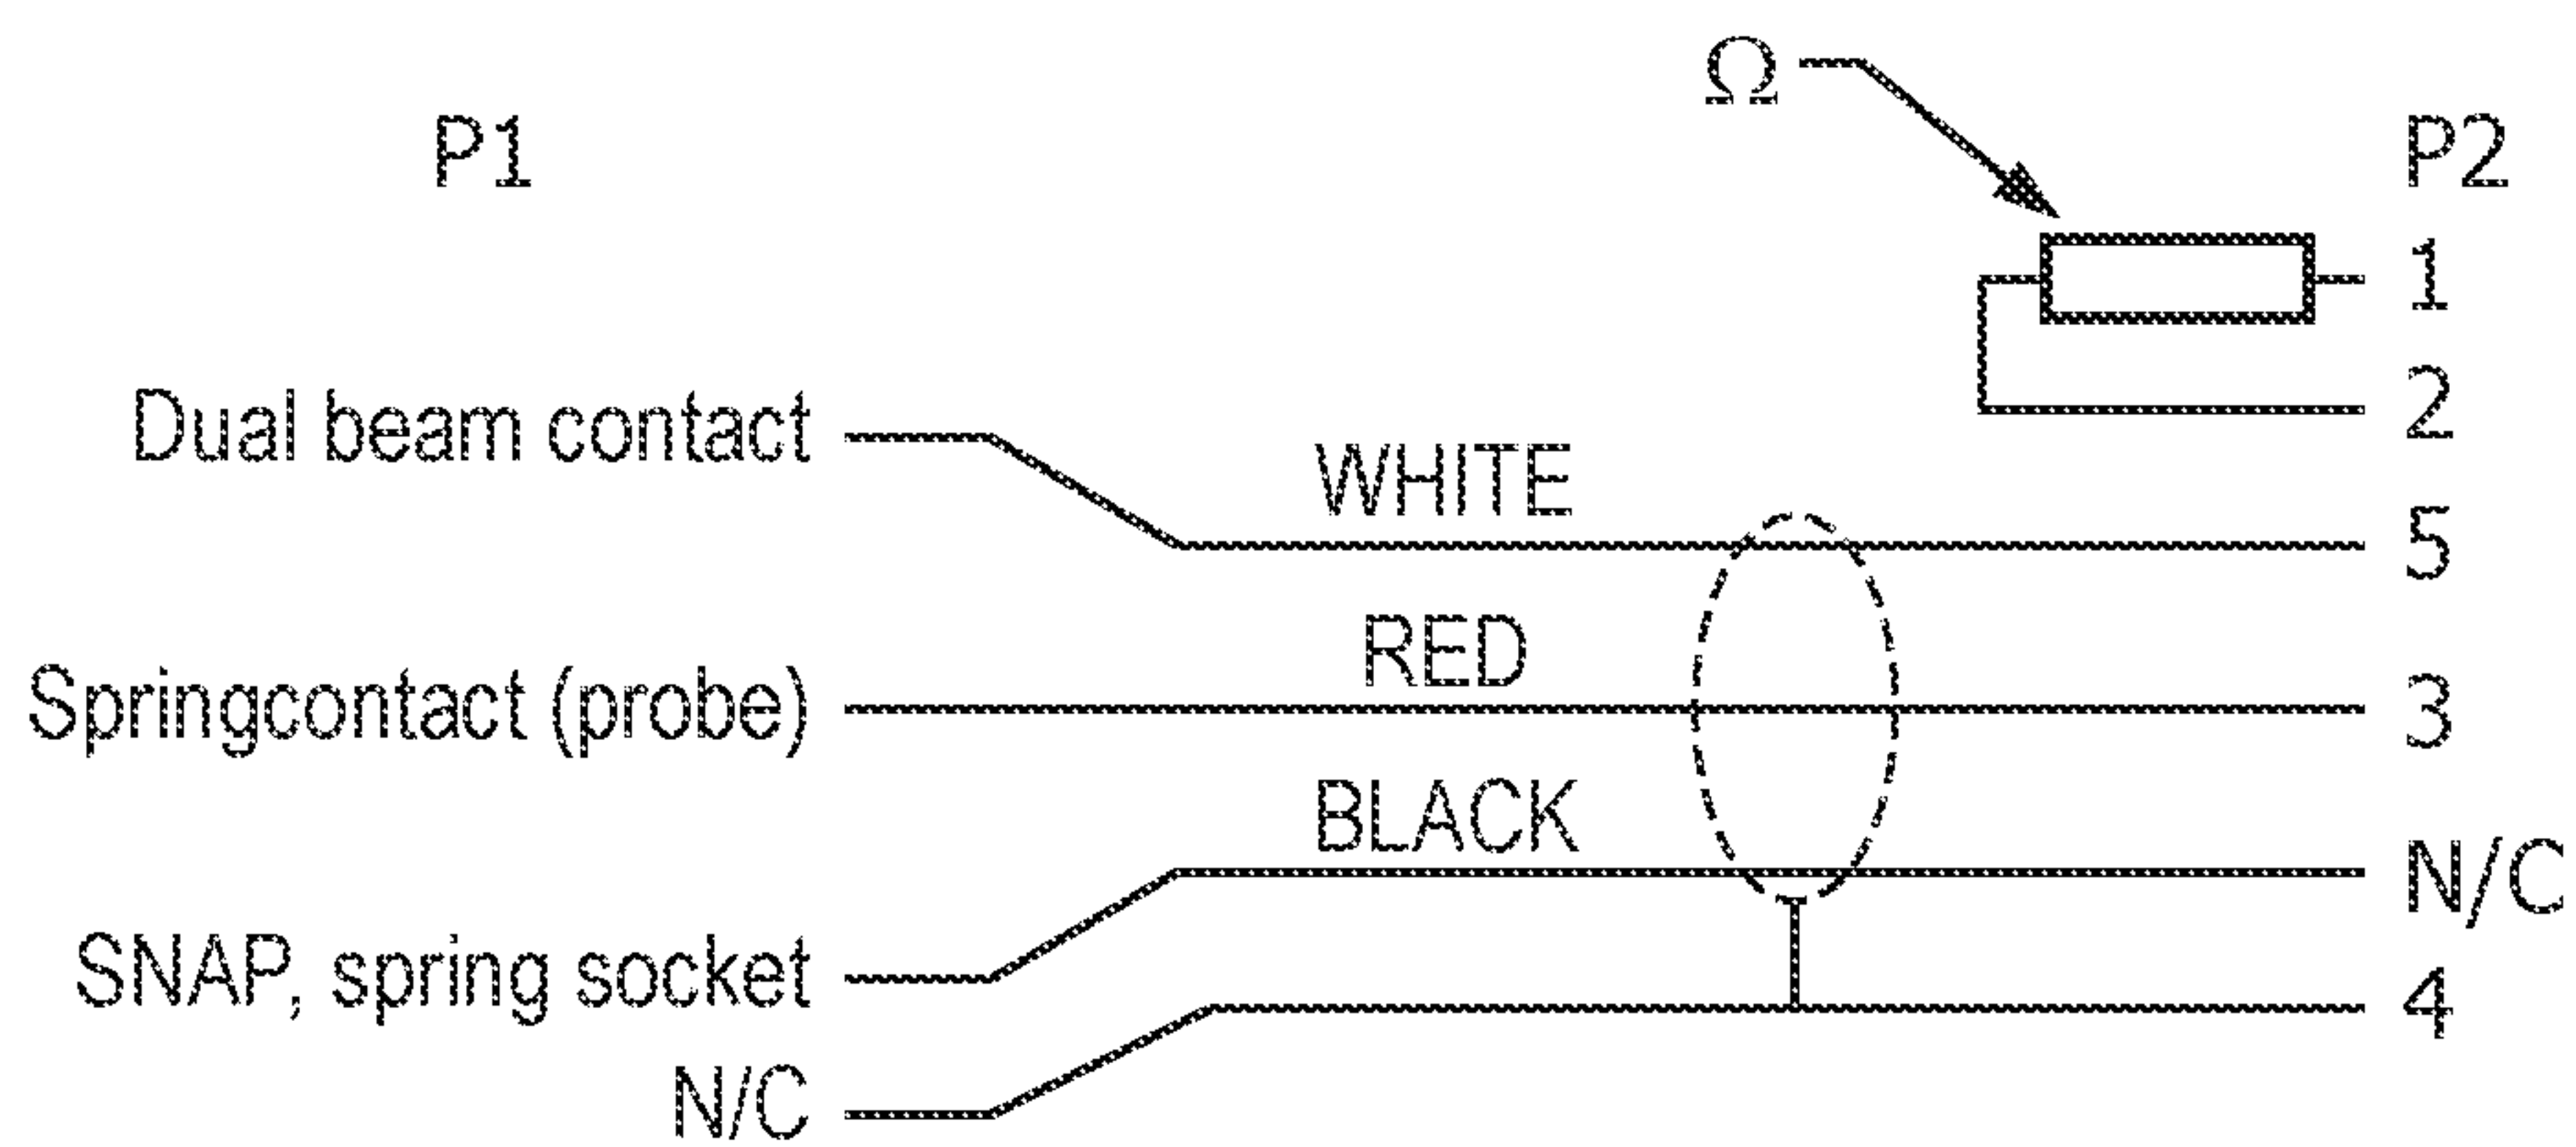 Ω
P1
P2
1
2
Dual beam contact
WHITE
5
RED
Springcontact (probe)
3
BLACK
N/C
SNAP, spring socket
4
N/C